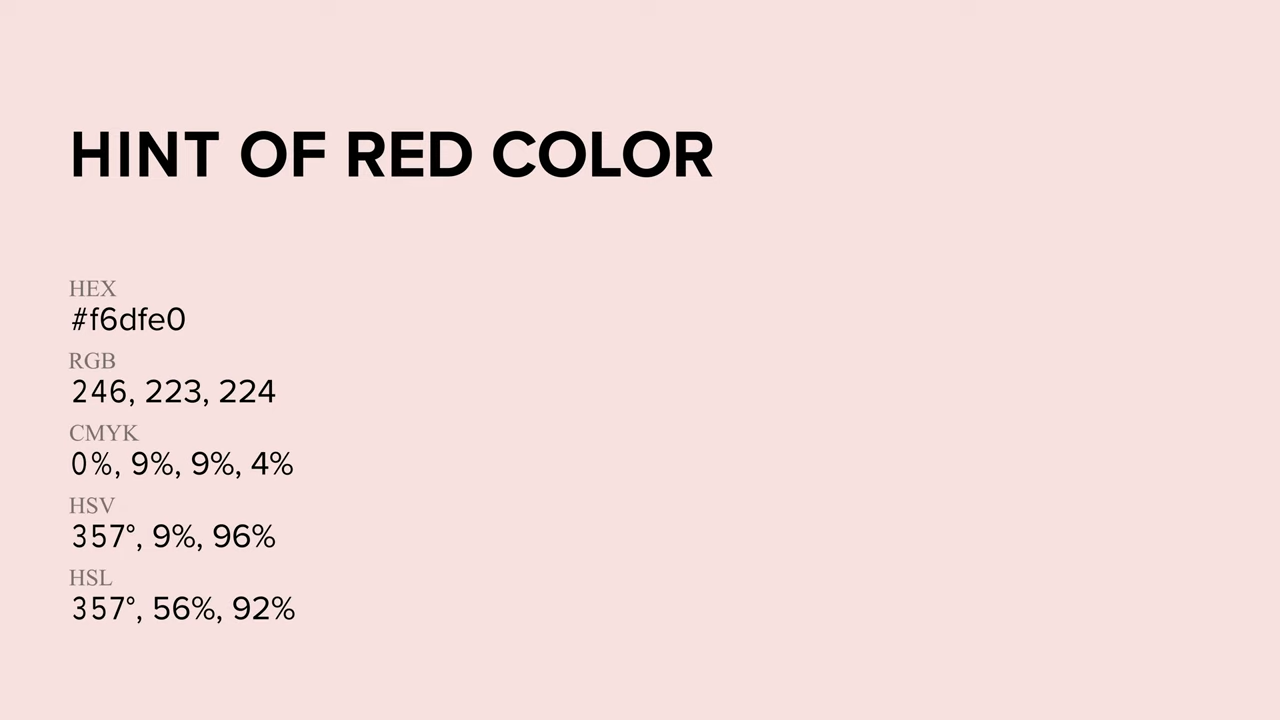 HINT OF RED COLOR
HEX
#f6dfe0
RGB
246, 223, 224
CMYK
0%, 9%, 9%, 4%
HSV
357°, 9%, 96%
HSL
357°, 56%, 92%